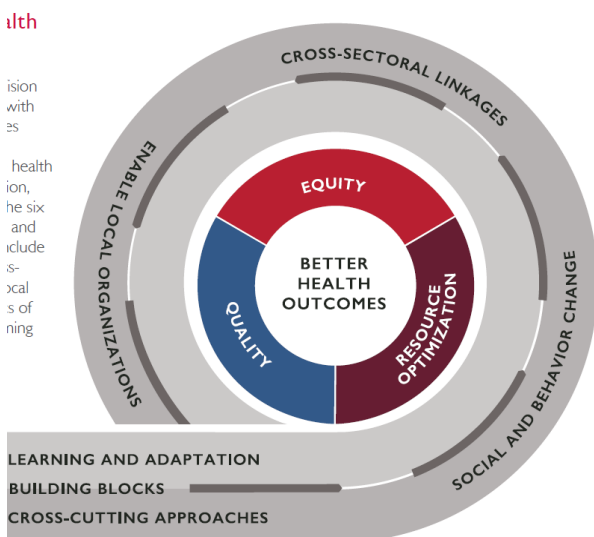 alth
ision
with
es
health
ion,
he six
and
clude
ss-
ocal
s of
ning
CROSS-SECTORAL LINKAGES
ENABLE LOCAL ORGANIZATIONS
SOCIAL AND BEHAVIOR CHANGE
EQUITY
QUALITY
RESOURCE
OPTIMIZATION
BETTER
HEALTH
OUTCOMES
LEARNING AND ADAPTATION
BUILDING BLOCKS
CROSS-CUTTING APPROACHES